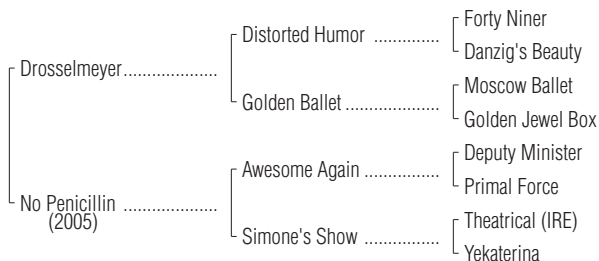 Forty Niner
Distorted Humor ...............
Danzig's Beauty
Drosselmeyer.....................
Moscow Ballet
Golden Ballet .....................
Golden Jewel Box
Deputy Minister
Awesome Again .................
Primal Force
No Penicillin .....................
(2005)
Theatrical (IRE)
Simone's Show .................
Yekaterina